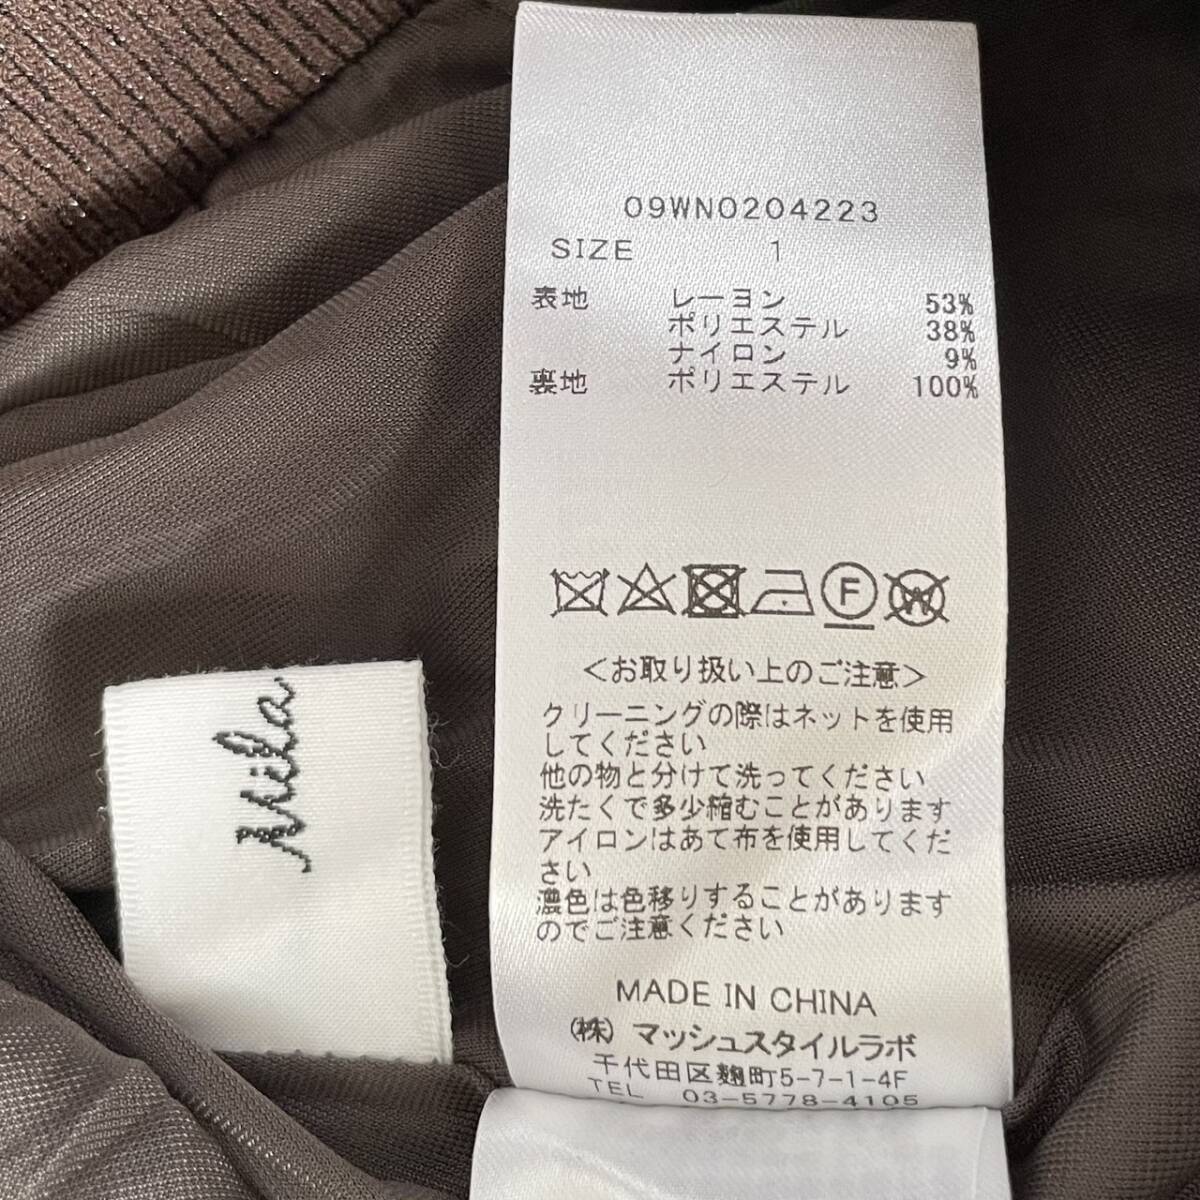 09WN0204223
SIZE 1
表地 レーヨン 53%
ポリエステル 38%
ナイロン 9%
裏地 ポリエステル 100%
F
W
<お取り扱い上のご注意>
クリーニングの際はネットを使用
してください
他の物と分けて洗ってください
洗たくで多少縮むことがあります
アイロンはあて布を使用してくだ
さい
濃色は色移りすることがあります
のでご注意ください
MADE IN CHINA
(株) マッシュスタイルラボ
千代田区麹町5-7-1-4F
TEL 03-5778-4105
Mila